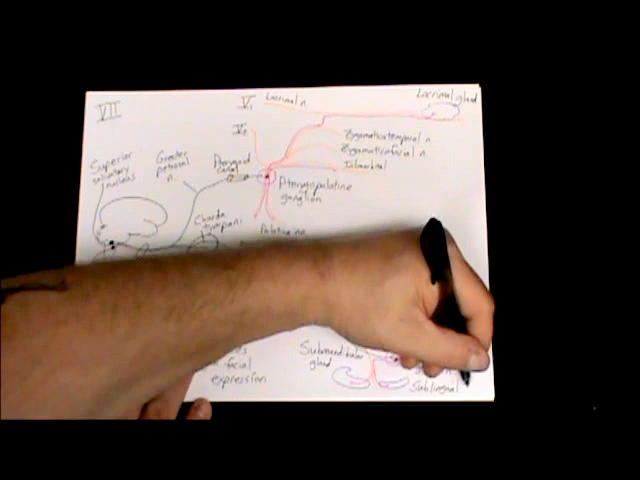 VII
V1
Lacrimal n.
Lacrimal gland
V2
Zygomaticotemporal n.
Zygomaticofacial n.
Infraorbital
Superior
salivatory
nucleus
Greater
petrosal
n.
Pterygoid
canal
Pterygopalatine
ganglion
Chorda
tympani
Palatine nn.
facial
expression
Submandibular
gland
Sublingual